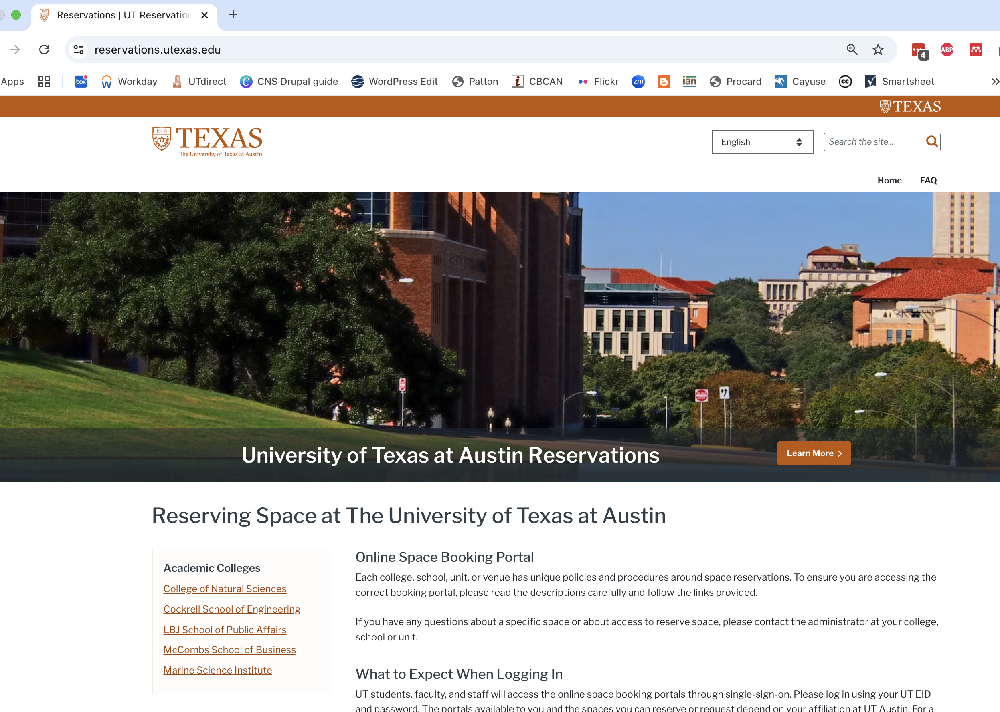 Reservations | UT Reservation
reservations.utexas.edu
4
ABP
Apps
box
Workday
UTdirect
CNS Drupal guide
WordPress Edit
Patton
CBCAN
Flickr
zm
ian
Procard
Cayuse
cc
Smartsheet
TEXAS
TEXAS
The University of Texas at Austin
English
Search the site...
Home
FAQ
University of Texas at Austin Reservations
Learn More
Reserving Space at The University of Texas at Austin
Academic Colleges
College of Natural Sciences
Cockrell School of Engineering
LBJ School of Public Affairs
McCombs School of Business
Marine Science Institute
Online Space Booking Portal
Each college, school, unit, or venue has unique policies and procedures around space reservations. To ensure you are accessing the
correct booking portal, please read the descriptions carefully and follow the links provided.
If you have any questions about a specific space or about access to reserve space, please contact the administrator at your college,
school or unit.
What to Expect When Logging In
UT students, faculty, and staff will access the online space booking portals through single-sign-on. Please log in using your UT EID
and password. The portals available to you and the spaces you can reserve or request depend on your affiliation at UT Austin. For a